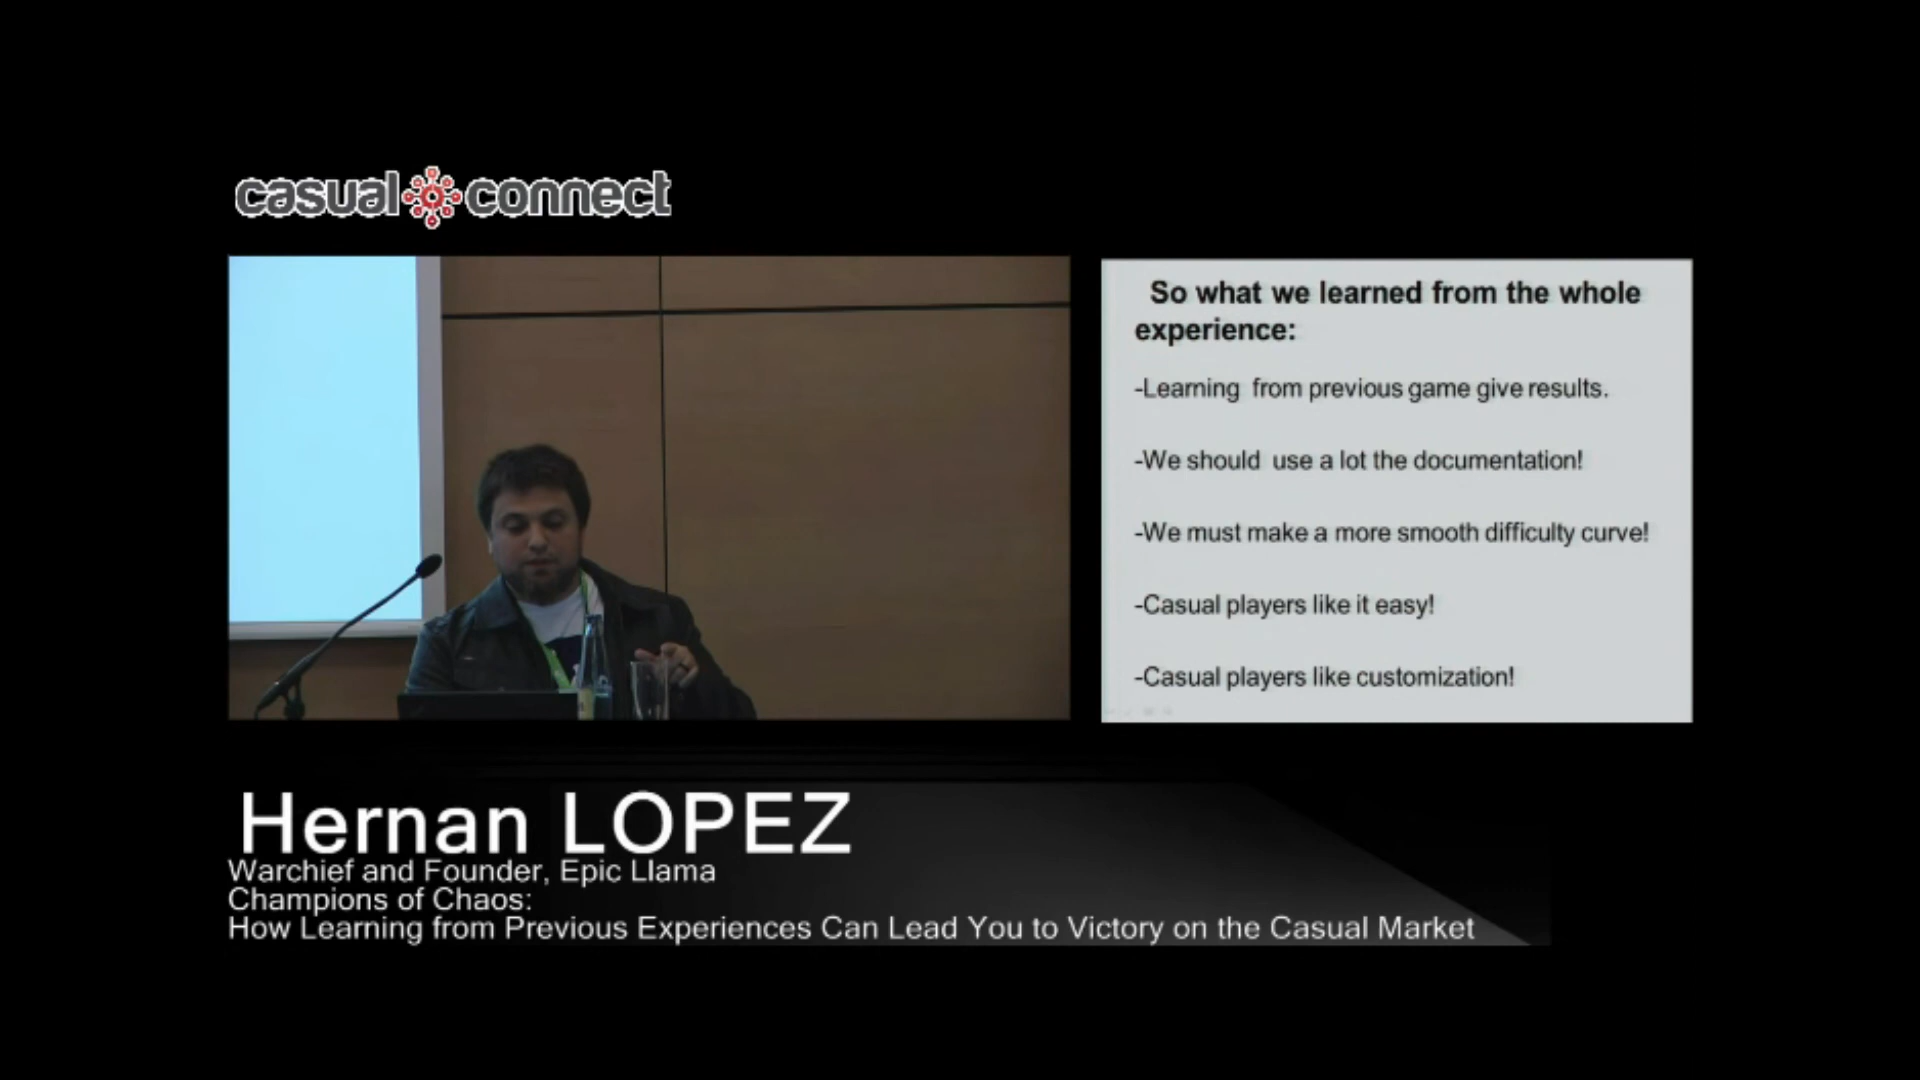 casual connect
So what we learned from the whole
experience:
-Learning from previous game give results.
-We should use a lot the documentation!
-We must make a more smooth difficulty curve!
-Casual players like it easy!
-Casual players like customization!
Hernan LOPEZ
Warchief and Founder, Epic Llama
Champions of Chaos:
How Learning from Previous Experiences Can Lead You to Victory on the Casual Market